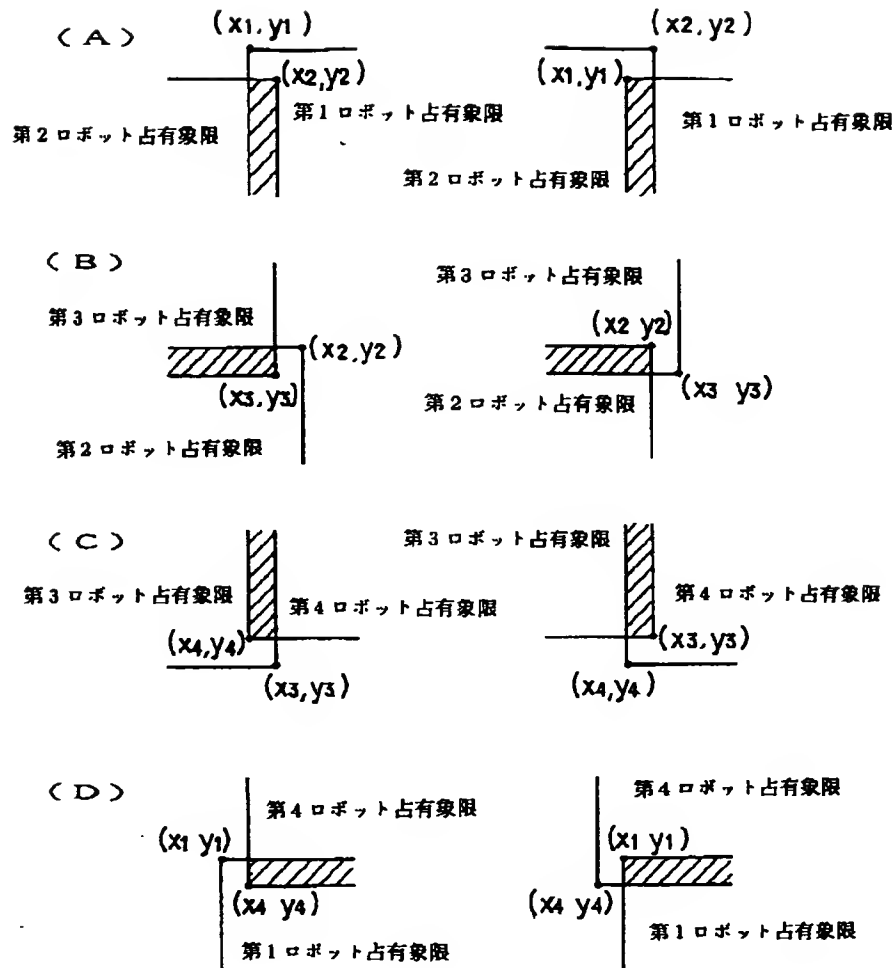 (A)
(x1,y1)
(x2,y2)
第2ロボット占有象限
第1ロボット占有象限
(x2,y2)
(x1,y1)
第1ロボット占有象限
第2ロボット占有象限
(B)
第3ロボット占有象限
(x2,y2)
(x3,y3)
第2ロボット占有象限
第3ロボット占有象限
(x2 y2)
(x3 y3)
第2ロボット占有象限
(C)
第3ロボット占有象限
第4ロボット占有象限
(x4,y4)
(x3,y3)
第3ロボット占有象限
第4ロボット占有象限
(x3,y3)
(x4,y4)
(D)
第4ロボット占有象限
(x1 y1)
(x4 y4)
第1ロボット占有象限
第4ロボット占有象限
(x1 y1)
(x4 y4)
第1ロボット占有象限